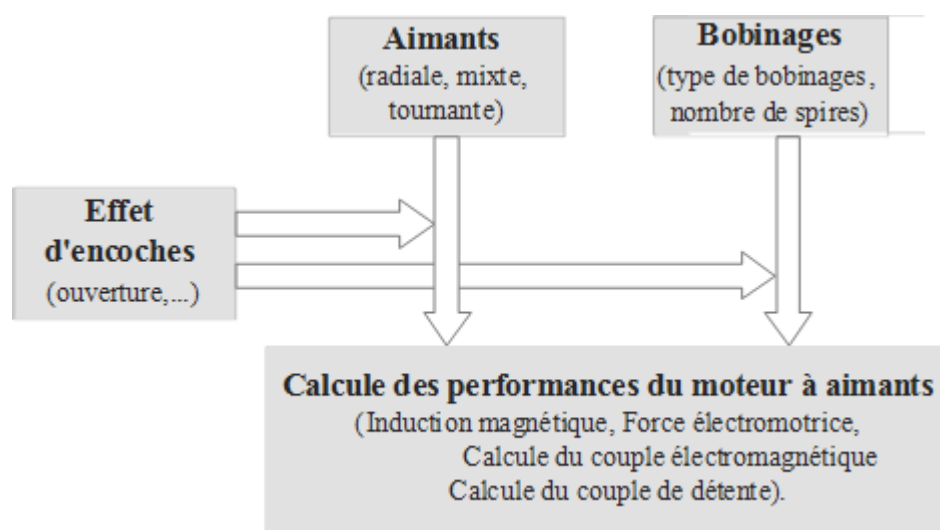 Aimants
(radiale, mixte,
tournante)
Bobinages
(type de bobinages,
nombre de spires)
Effet
d'encoches
(ouverture,...)
Calcule des performances du moteur à aimants
(Induction magnétique, Force électromotrice,
Calcule du couple électromagnétique
Calcule du couple de détente).